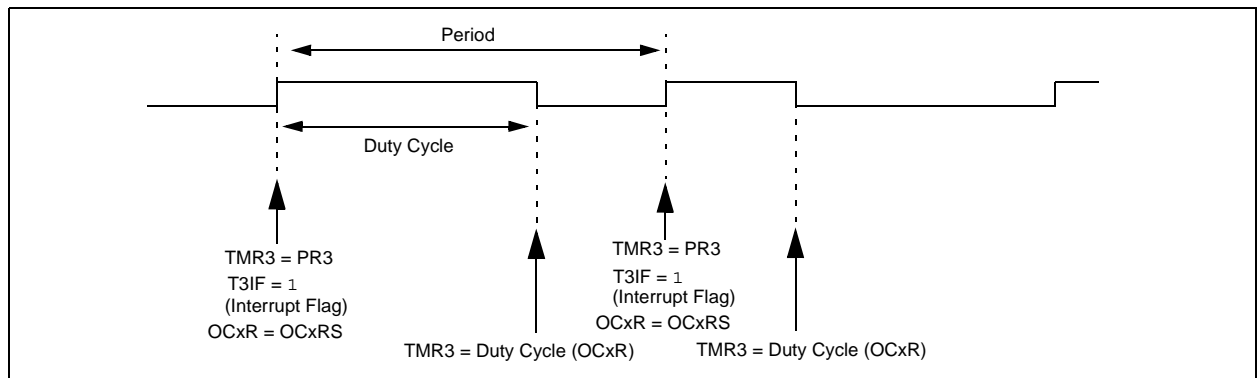 Period
Duty Cycle
TMR3 = PR3
T3IF = 1
(Interrupt Flag)
OCxR = OCxRS
TMR3 = Duty Cycle (OCxR)
TMR3 = PR3
T3IF = 1
(Interrupt Flag)
OCxR = OCxRS
TMR3 = Duty Cycle (OCxR)